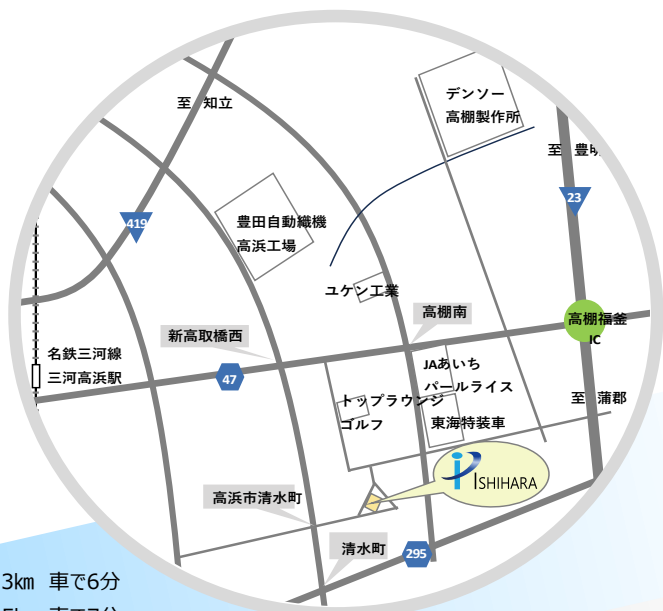 至 知立
デンソー
高棚製作所
至 豊明
23
419
豊田自動織機
高浜工場
ユケン工業
高棚南
高棚福釜
IC
新高取橋西
名鉄三河線
三河高浜駅
47
JAあいち
パールライス
トップラウンジ
ゴルフ
東海特装車
至 蒲郡
ISHIHARA
高浜市清水町
清水町
295
3km 車で6分